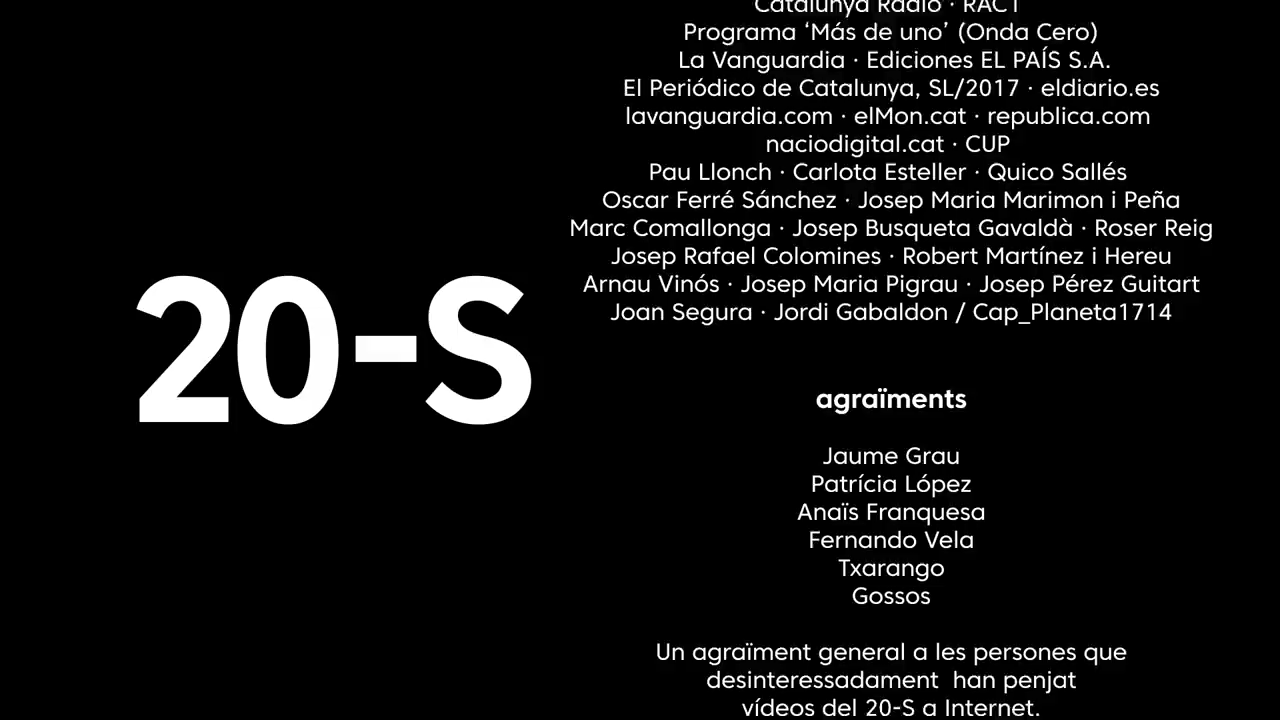 20-S
Catalunya Ràdio · RAC1
Programa ‘Más de uno’ (Onda Cero)
La Vanguardia · Ediciones EL PAÍS S.A.
El Periódico de Catalunya, SL/2017 · eldiario.es
lavanguardia.com · elMon.cat · republica.com
naciodigital.cat · CUP
Pau Llonch · Carlota Esteller · Quico Sallés
Oscar Ferré Sánchez · Josep Maria Marimon i Peña
Marc Comallonga · Josep Busqueta Gavaldà · Roser Reig
Josep Rafael Colomines · Robert Martínez i Hereu
Arnau Vinós · Josep Maria Pigrau · Josep Pérez Guitart
Joan Segura · Jordi Gabaldon / Cap_Planeta1714
agraïments
Jaume Grau
Patrícia López
Anaïs Franquesa
Fernando Vela
Txarango
Gossos
Un agraïment general a les persones que
desinteressadament  han penjat
vídeos del 20-S a Internet.